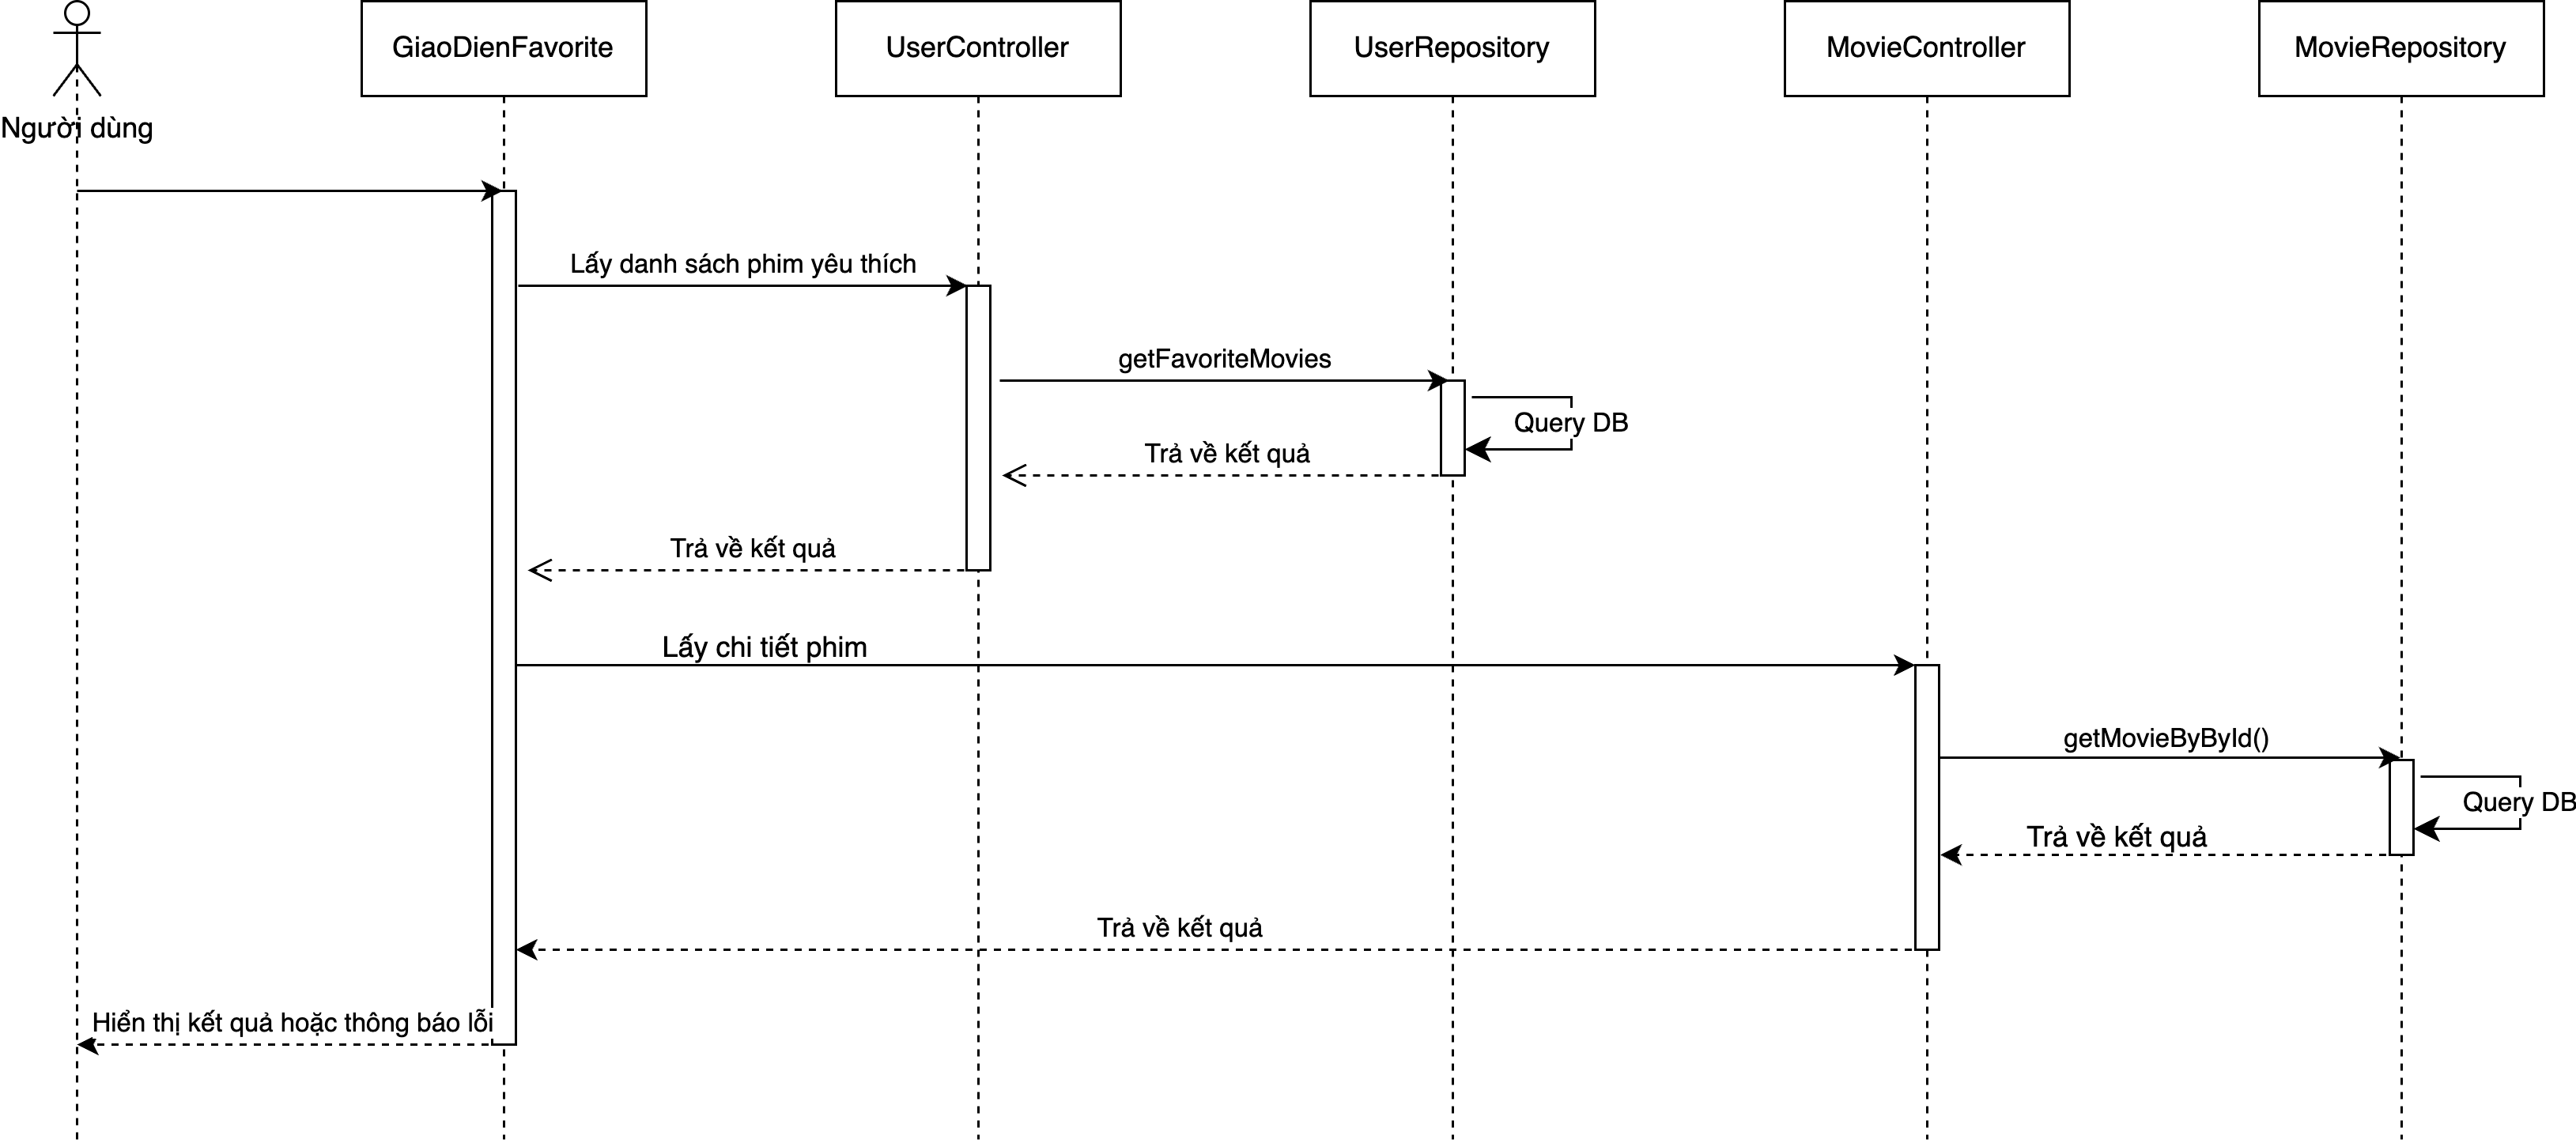 GiaoDienFavorite
UserController
UserRepository
MovieController
MovieRepository
Người dùng
Lấy danh sách phim yêu thích
getFavoriteMovies
Query DB
Trả về kết quả
Trả về kết quả
Lấy chi tiết phim
getMovieByById()
Query DB
Trả về kết quả
Trả về kết quả
Hiển thị kết quả hoặc thông báo lỗi